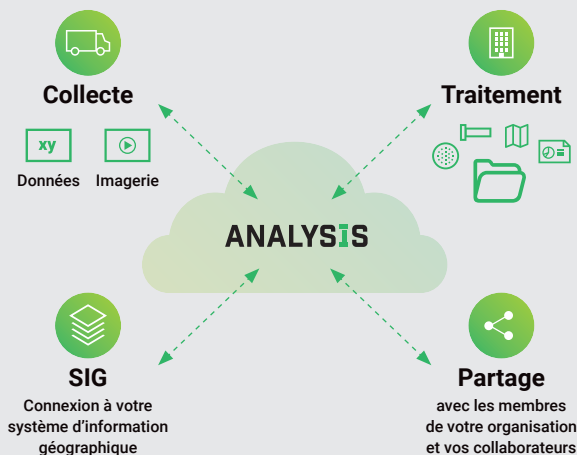 Collecte
Traitement
xy
Données
Imagerie
ANALYSIS
SIG
Connexion à votre
système d'information
géographique
Partage
avec les membres
de votre organisation
et vos collaborateurs